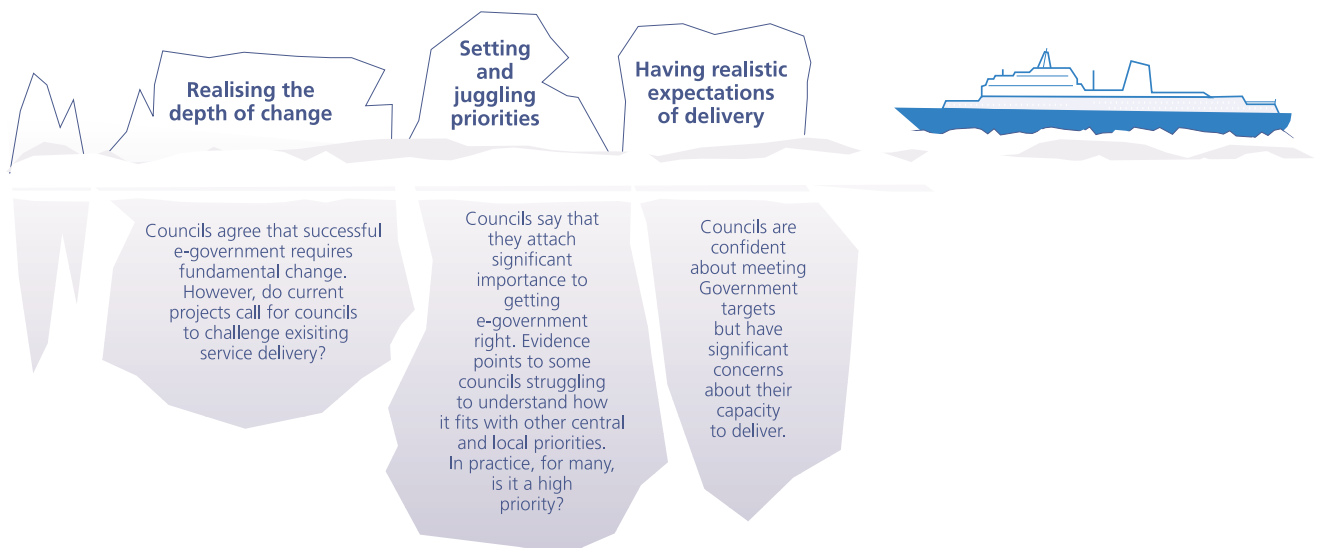 Realising the
depth of change
Setting
and
juggling
priorities
Having realistic
expectations
of delivery
Councils agree that successful
e-government requires
fundamental change.
However, do current
projects call for councils
to challenge exisiting
service delivery?
Councils say that
they attach
significant
importance to
getting
e-government
right. Evidence
points to some
councils struggling
to understand how
it fits with other central
and local priorities.
In practice, for many,
is it a high
priority?
Councils are
confident
about meeting
Government
targets
but have
significant
concerns
about their
capacity
to deliver.